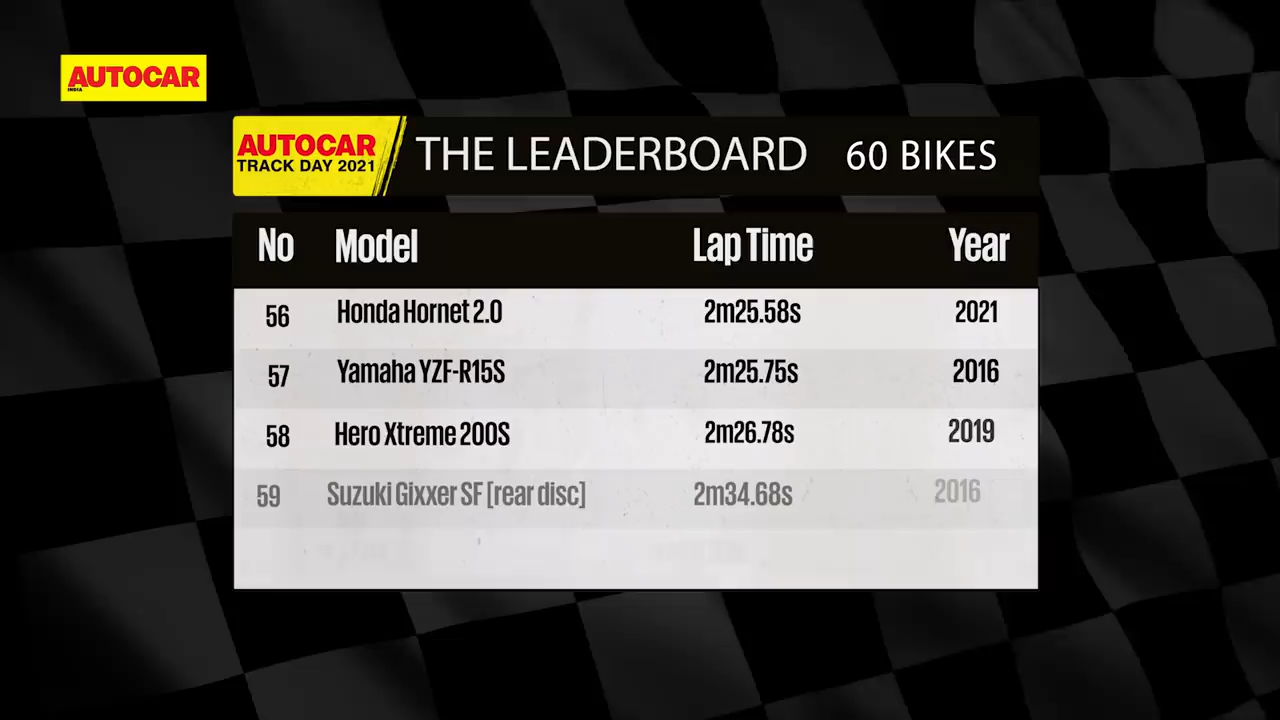 AUTOCAR
INDIA
AUTOCAR
TRACK DAY 2021
THE LEADERBOARD 60 BIKES
No Model Lap Time Year
56 Honda Hornet 2.0 2m25.58s 2021
57 Yamaha YZF-R15S 2m25.75s 2016
58 Hero Xtreme 200S 2m26.78s 2019
59 Suzuki Gixxer SF [rear disc] 2m34.68s 2016